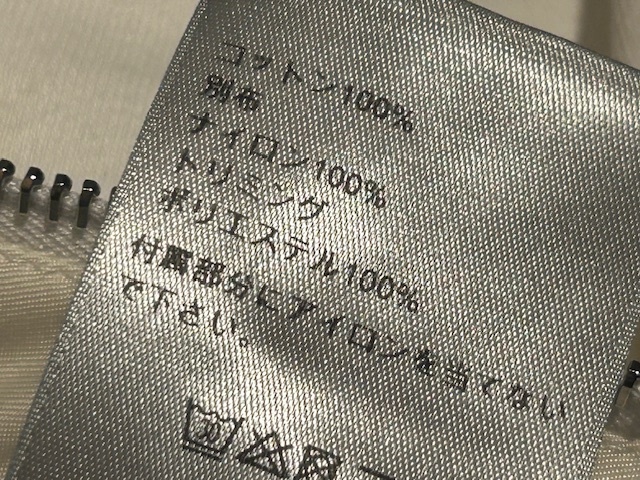 コットン100%
別布
ナイロン100%
トリミング
ポリエステル100%
付属部分にアイロンを当てない
で下さい。